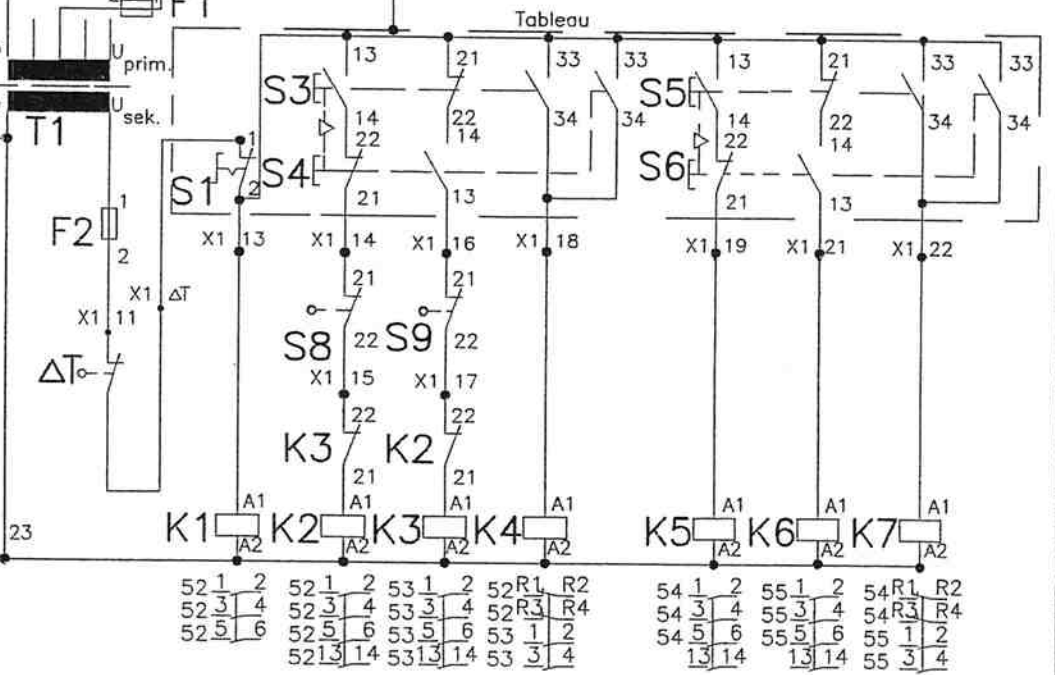 F1
Tableau
U prim.
U sek.
T1
13 21 33 33 13 21 33 33
S3 S5
14 22 34 34 14 22 34 34
22 14 22 14
S4 S6
21 13 21 13
1
S1 2
F2 1
2
X1 13 X1 14 X1 16 X1 18 X1 19 X1 21 X1 22
X1 ΔT
X1 11
ΔT
21 21
S8 22 S9 22
X1 15 X1 17
22 22
K3 K2
21 21
23
A1 A1 A1 A1 A1 A1 A1
K1 K2 K3 K4 K5 K6 K7
A2 A2 A2 A2 A2 A2 A2
52 1 2 52 1 2 53 1 2 52 R1 R2 54 1 2 55 1 2 54 R1 R2
52 3 4 52 3 4 53 3 4 52 R3 R4 54 3 4 55 3 4 54 R3 R4
52 5 6 52 5 6 53 5 6 53 1 2 54 5 6 55 5 6 55 1 2
52 13 14 53 13 14 53 3 4 13 14 13 14 55 3 4